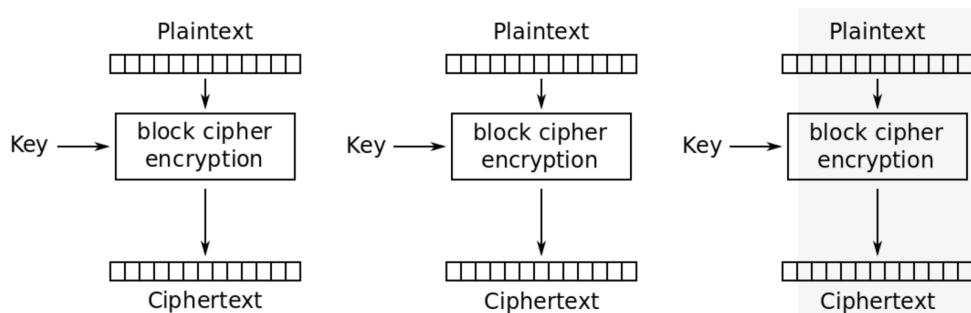 Plaintext
Key
block cipher
encryption
Ciphertext
Plaintext
Key
block cipher
encryption
Ciphertext
Plaintext
Key
block cipher
encryption
Ciphertext